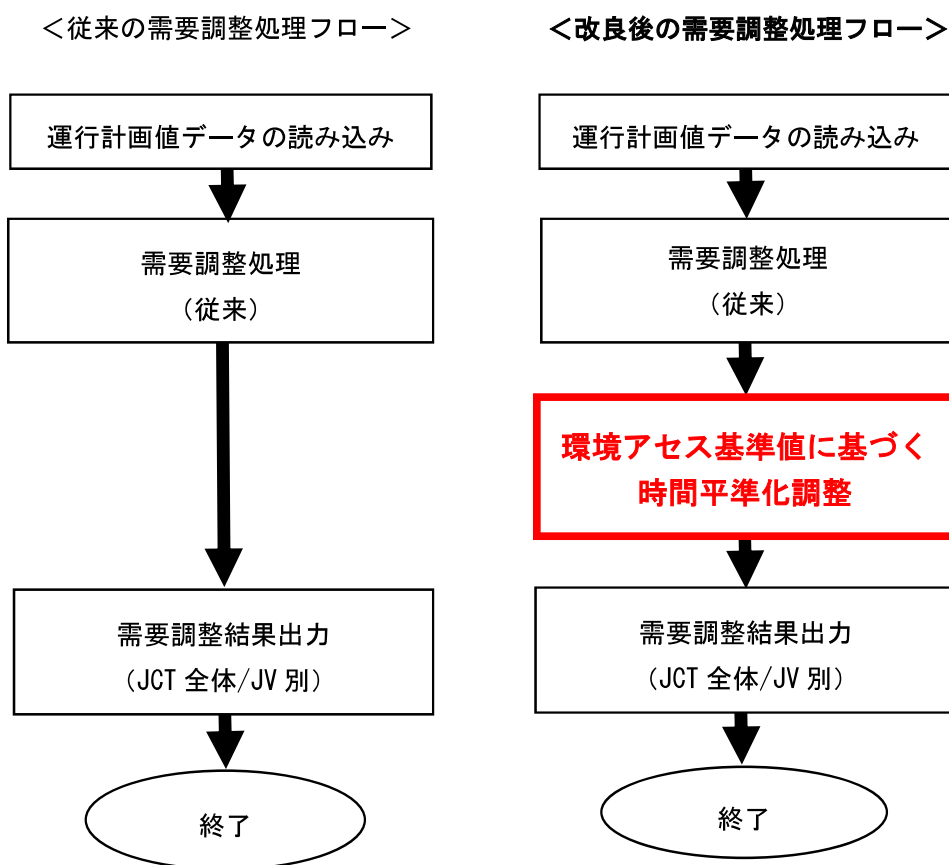 ＜従来の需要調整処理フロー＞
運行計画値データの読み込み
需要調整処理
（従来）
需要調整結果出力
（JCT 全体/JV 別）
終了
＜改良後の需要調整処理フロー＞
運行計画値データの読み込み
需要調整処理
（従来）
環境アセス基準値に基づく
時間平準化調整
需要調整結果出力
（JCT 全体/JV 別）
終了